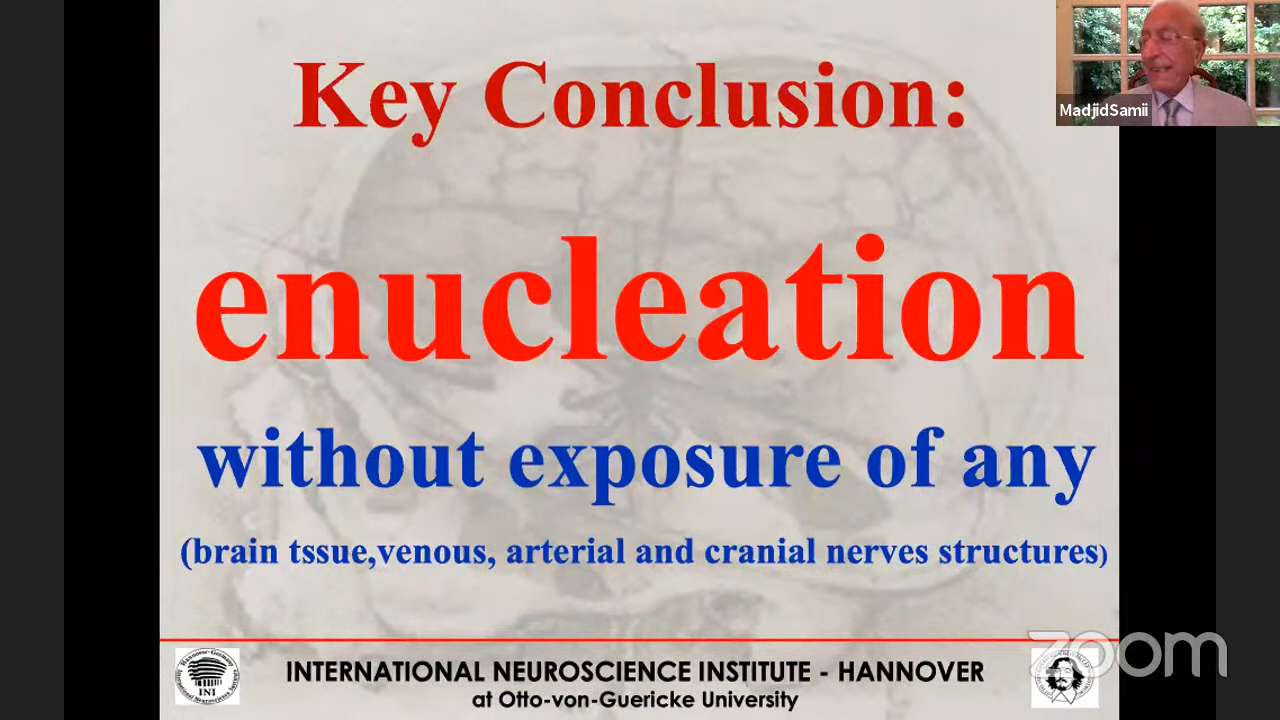 Key Conclusion:
MadjidSamii
enucleation
without exposure of any
(brain tssue,venous, arterial and cranial nerves structures)
INTERNATIONAL NEUROSCIENCE INSTITUTE - HANNOVER
at Otto-von-Guericke University
INI
zoom